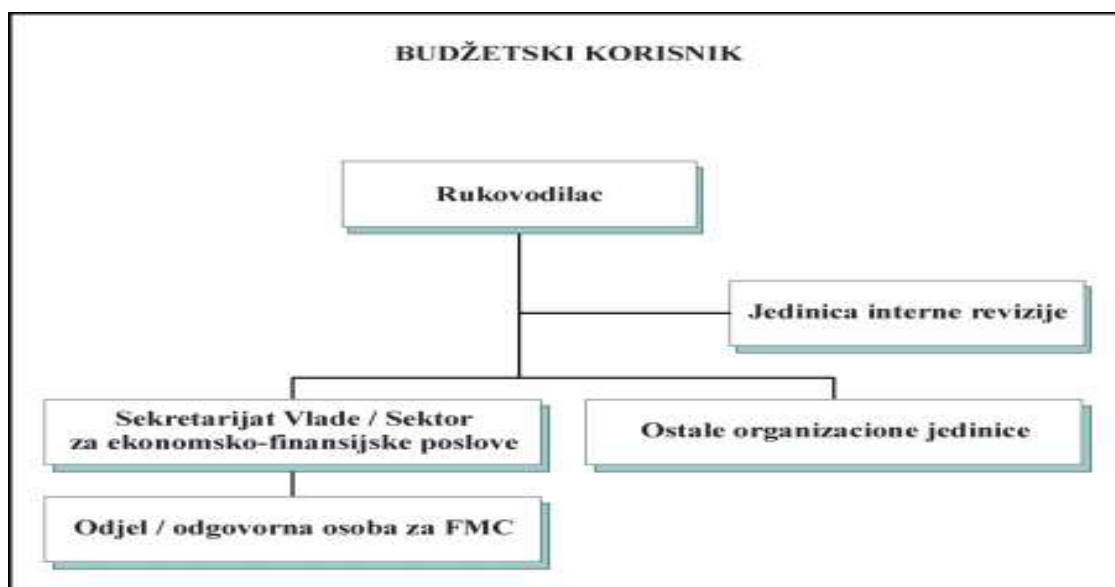 BUDŽETSKI KORISNIK
Rukovodilac
Jedinica interne revizije
Sekretarijat Vlade / Sektor
za ekonomsko-finansijske poslove
Ostale organizacione jedinice
Odjel / odgovorna osoba za FMC